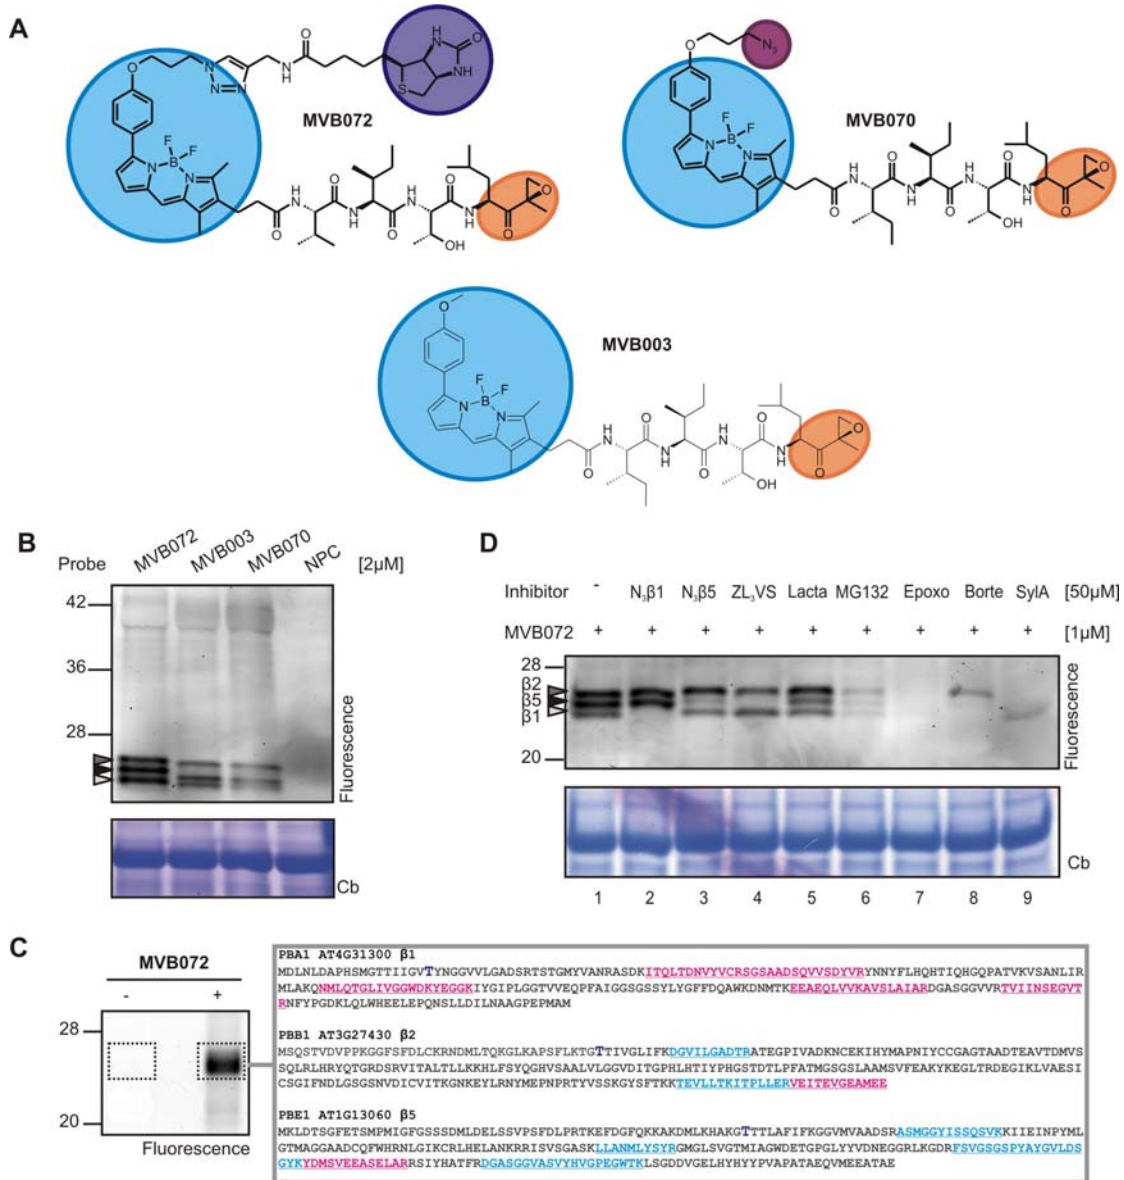 A
MVB072
MVB070
MVB003
B
Probe MVB072 MVB003 MVB070 NPC [2µM]
42
36
28
Fluorescence
Cb
D
Inhibitor - N₃β1 N₃β5 ZL₃VS Lacta MG132 Epoxo Borte SylA [50µM]
MVB072 + + + + + + + + + [1µM]
28
β2
β5
β1
20
Fluorescence
Cb
1 2 3 4 5 6 7 8 9
C
MVB072
- +
28
20
Fluorescence
PBA1 AT4G31300 β1
MDLNLDAPHSMGTTIIGVTYNGGVVLGADSRTSTGMYVANRASDKITQLTDNVYVCRSGSAADSQVVSDYVRYNNYFLHQHTIQHGQPATVKVSANLIR
MLAKQNMLQTGLIVGGWDKYEGGKIYGIPLGGTVVEQPFAIGGSGSSYLYGFFDQAWKDNMTKEEAEQLVVKAVSLAIARDGASGGVVRTVIINSEGVT
RNFYPGDKLQLWHEELEPQNSLLDILNAAGPEPMAM
PBB1 AT3G27430 β2
MSQSTVDVPPKGGFSFDLCKRNDMLTQKGLKAPSFLKTGTTIVGLIFKDGVILGADTRATEGPIVADKNCEKIHYMAPNIYCCGAGTAADTEAVTDMVS
SQLRLHRYQTGRDSRVITALTLLKKHLFSYQGHVSAALVLGGVDITGPHLHTIYPHGSTDTLPFATMGSGSLAAMSVFEAKYKEGLTRDEGIKLVAESI
CSGIFNDLGSGSNVDICVITKGNKEYLRNYMEPNPRTYVSSKGYSFTKKTEVLLTKITPLLERVEITEVGEAMEE
PBE1 AT1G13060 β5
MKLDTSGFETSMPMIGFGSSSDMLDELSSVPSFDLPRTKEFDGFQKKAKDMLKHAKGTTTLAFIFKGGVMVAADSRASMGGYISSQSVKKIIEINPYML
GTMAGGAADCQFWHRNLGIKCRLHELANKRRISVSGASKLLANMLYSYRGMGLSVGTMIAGWDETGPGLYYVDNEGGRLKGDRFSVGSGSPYAYGVLDS
GYKYDMSVEEASELARRSIYHATFRDGASGGVASVYHVGPEGWTKLSGDDVGELHYHYYPVAPATAEQVMEEATAE